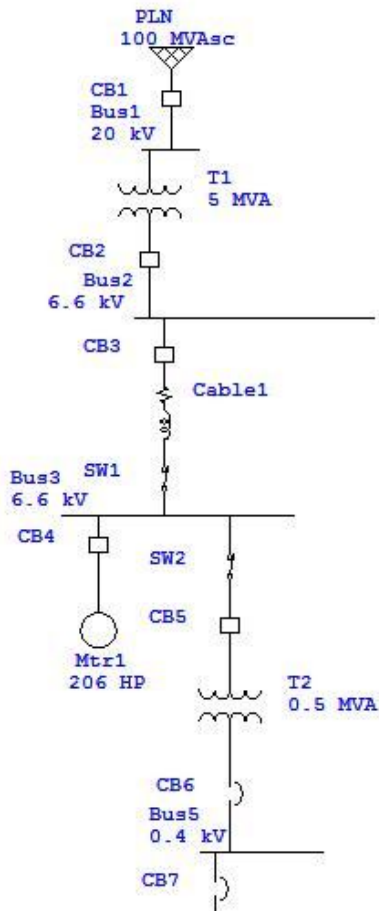 PLN
100 MVAsc
CB1
Bus1
20 kV
T1
5 MVA
CB2
Bus2
6.6 kV
CB3
Cable1
Bus3
SW1
6.6 kV
CB4
SW2
CB5
Mtr1
206 HP
T2
0.5 MVA
CB6
Bus5
0.4 kV
CB7